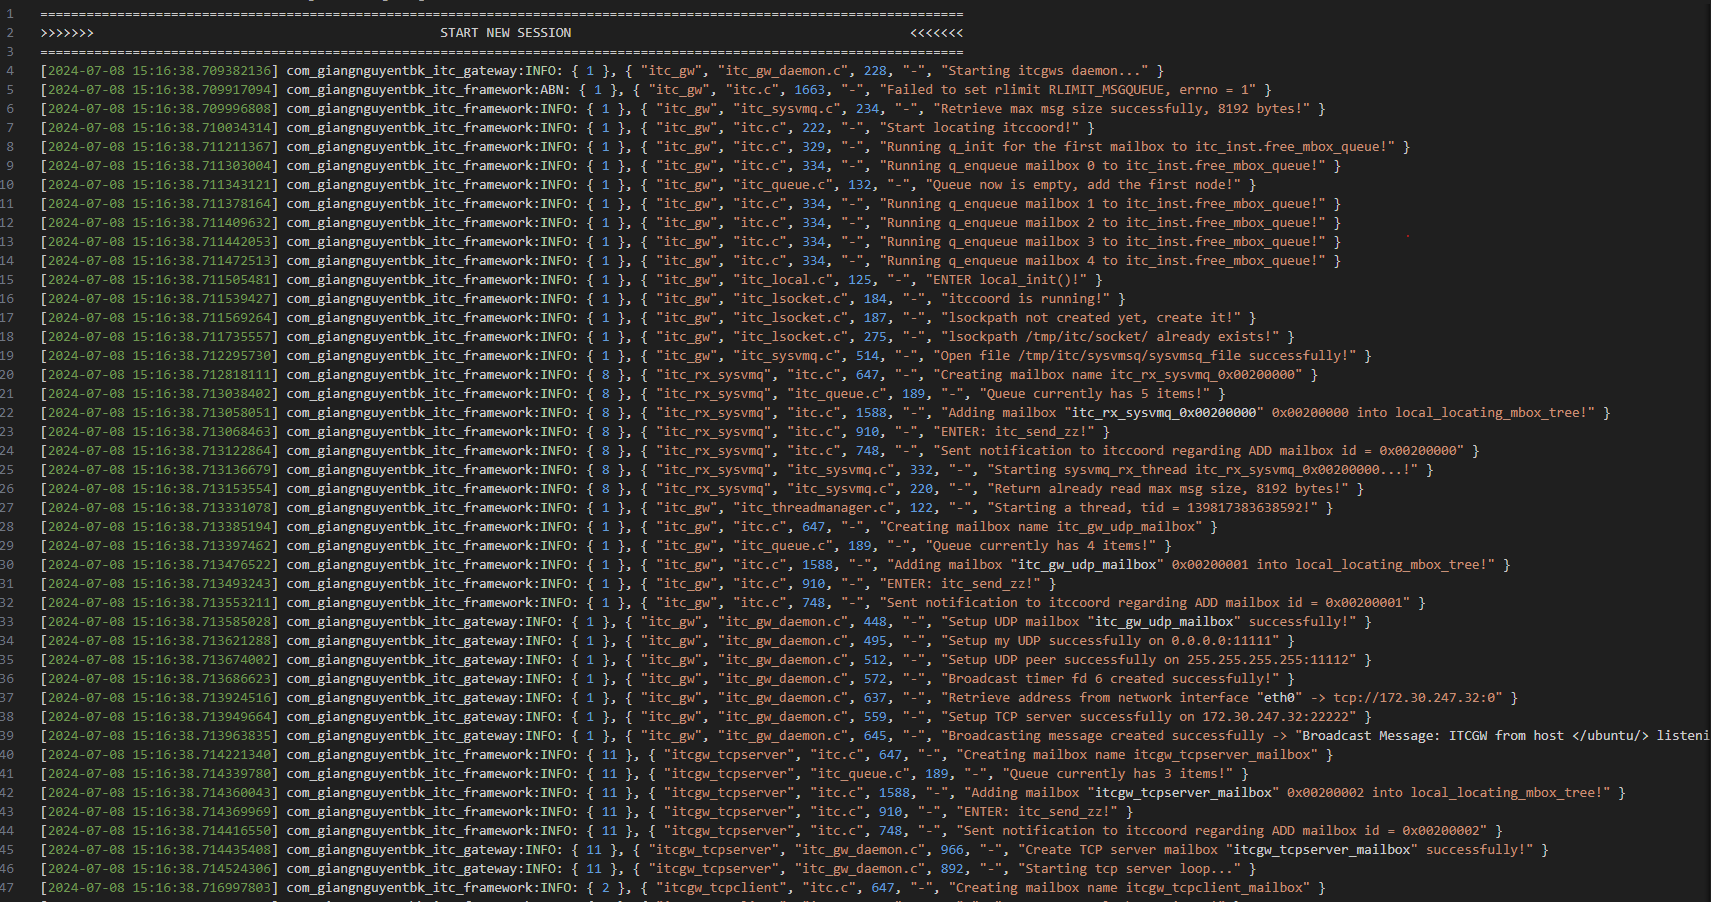 1 ========================================================================================================================
2 >>>>>>> START NEW SESSION <<<<<<<
3 ========================================================================================================================
4 [2024-07-08 15:16:38.709382136] com_giangnguyentbk_itc_gateway:INFO: { 1 }, { "itc_gw", "itc_gw_daemon.c", 228, "-", "Starting itcgws daemon..." }
5 [2024-07-08 15:16:38.709917094] com_giangnguyentbk_itc_framework:ABN: { 1 }, { "itc_gw", "itc.c", 1663, "-", "Failed to set rlimit RLIMIT_MSGQUEUE, errno = 1" }
6 [2024-07-08 15:16:38.709996808] com_giangnguyentbk_itc_framework:INFO: { 1 }, { "itc_gw", "itc_sysvmq.c", 234, "-", "Retrieve max msg size successfully, 8192 bytes!" }
7 [2024-07-08 15:16:38.710034314] com_giangnguyentbk_itc_framework:INFO: { 1 }, { "itc_gw", "itc.c", 222, "-", "Start locating itccoord!" }
8 [2024-07-08 15:16:38.711211367] com_giangnguyentbk_itc_framework:INFO: { 1 }, { "itc_gw", "itc.c", 329, "-", "Running q_init for the first mailbox to itc_inst.free_mbox_queue!" }
9 [2024-07-08 15:16:38.711303004] com_giangnguyentbk_itc_framework:INFO: { 1 }, { "itc_gw", "itc.c", 334, "-", "Running q_enqueue mailbox 0 to itc_inst.free_mbox_queue!" }
10 [2024-07-08 15:16:38.711343121] com_giangnguyentbk_itc_framework:INFO: { 1 }, { "itc_gw", "itc_queue.c", 132, "-", "Queue now is empty, add the first node!" }
11 [2024-07-08 15:16:38.711378164] com_giangnguyentbk_itc_framework:INFO: { 1 }, { "itc_gw", "itc.c", 334, "-", "Running q_enqueue mailbox 1 to itc_inst.free_mbox_queue!" }
12 [2024-07-08 15:16:38.711409632] com_giangnguyentbk_itc_framework:INFO: { 1 }, { "itc_gw", "itc.c", 334, "-", "Running q_enqueue mailbox 2 to itc_inst.free_mbox_queue!" }
13 [2024-07-08 15:16:38.711442053] com_giangnguyentbk_itc_framework:INFO: { 1 }, { "itc_gw", "itc.c", 334, "-", "Running q_enqueue mailbox 3 to itc_inst.free_mbox_queue!" }
14 [2024-07-08 15:16:38.711472513] com_giangnguyentbk_itc_framework:INFO: { 1 }, { "itc_gw", "itc.c", 334, "-", "Running q_enqueue mailbox 4 to itc_inst.free_mbox_queue!" }
15 [2024-07-08 15:16:38.711505481] com_giangnguyentbk_itc_framework:INFO: { 1 }, { "itc_gw", "itc_local.c", 125, "-", "ENTER local_init()!" }
16 [2024-07-08 15:16:38.711539427] com_giangnguyentbk_itc_framework:INFO: { 1 }, { "itc_gw", "itc_lsocket.c", 184, "-", "itccoord is running!" }
17 [2024-07-08 15:16:38.711569264] com_giangnguyentbk_itc_framework:INFO: { 1 }, { "itc_gw", "itc_lsocket.c", 187, "-", "lsockpath not created yet, create it!" }
18 [2024-07-08 15:16:38.711735557] com_giangnguyentbk_itc_framework:INFO: { 1 }, { "itc_gw", "itc_lsocket.c", 275, "-", "lsockpath /tmp/itc/socket/ already exists!" }
19 [2024-07-08 15:16:38.712295730] com_giangnguyentbk_itc_framework:INFO: { 1 }, { "itc_gw", "itc_sysvmq.c", 514, "-", "Open file /tmp/itc/sysvmsq/sysvmsq_file successfully!" }
20 [2024-07-08 15:16:38.712818111] com_giangnguyentbk_itc_framework:INFO: { 8 }, { "itc_rx_sysvmq", "itc.c", 647, "-", "Creating mailbox name itc_rx_sysvmq_0x00200000" }
21 [2024-07-08 15:16:38.713038402] com_giangnguyentbk_itc_framework:INFO: { 8 }, { "itc_rx_sysvmq", "itc_queue.c", 189, "-", "Queue currently has 5 items!" }
22 [2024-07-08 15:16:38.713058051] com_giangnguyentbk_itc_framework:INFO: { 8 }, { "itc_rx_sysvmq", "itc.c", 1588, "-", "Adding mailbox "itc_rx_sysvmq_0x00200000" 0x00200000 into local_locating_mbox_tree!" }
23 [2024-07-08 15:16:38.713068463] com_giangnguyentbk_itc_framework:INFO: { 8 }, { "itc_rx_sysvmq", "itc.c", 910, "-", "ENTER: itc_send_zz!" }
24 [2024-07-08 15:16:38.713122864] com_giangnguyentbk_itc_framework:INFO: { 8 }, { "itc_rx_sysvmq", "itc.c", 748, "-", "Sent notification to itccoord regarding ADD mailbox id = 0x00200000" }
25 [2024-07-08 15:16:38.713136679] com_giangnguyentbk_itc_framework:INFO: { 8 }, { "itc_rx_sysvmq", "itc_sysvmq.c", 332, "-", "Starting sysvmq_rx_thread itc_rx_sysvmq_0x00200000...!" }
26 [2024-07-08 15:16:38.713153554] com_giangnguyentbk_itc_framework:INFO: { 8 }, { "itc_rx_sysvmq", "itc_sysvmq.c", 220, "-", "Return already read max msg size, 8192 bytes!" }
27 [2024-07-08 15:16:38.713331078] com_giangnguyentbk_itc_framework:INFO: { 1 }, { "itc_gw", "itc_threadmanager.c", 122, "-", "Starting a thread, tid = 139817383638592!" }
28 [2024-07-08 15:16:38.713385194] com_giangnguyentbk_itc_framework:INFO: { 1 }, { "itc_gw", "itc.c", 647, "-", "Creating mailbox name itc_gw_udp_mailbox" }
29 [2024-07-08 15:16:38.713397462] com_giangnguyentbk_itc_framework:INFO: { 1 }, { "itc_gw", "itc_queue.c", 189, "-", "Queue currently has 4 items!" }
30 [2024-07-08 15:16:38.713476522] com_giangnguyentbk_itc_framework:INFO: { 1 }, { "itc_gw", "itc.c", 1588, "-", "Adding mailbox "itc_gw_udp_mailbox" 0x00200001 into local_locating_mbox_tree!" }
31 [2024-07-08 15:16:38.713493243] com_giangnguyentbk_itc_framework:INFO: { 1 }, { "itc_gw", "itc.c", 910, "-", "ENTER: itc_send_zz!" }
32 [2024-07-08 15:16:38.713553211] com_giangnguyentbk_itc_framework:INFO: { 1 }, { "itc_gw", "itc.c", 748, "-", "Sent notification to itccoord regarding ADD mailbox id = 0x00200001" }
33 [2024-07-08 15:16:38.713585028] com_giangnguyentbk_itc_gateway:INFO: { 1 }, { "itc_gw", "itc_gw_daemon.c", 448, "-", "Setup UDP mailbox "itc_gw_udp_mailbox" successfully!" }
34 [2024-07-08 15:16:38.713621288] com_giangnguyentbk_itc_gateway:INFO: { 1 }, { "itc_gw", "itc_gw_daemon.c", 495, "-", "Setup my UDP successfully on 0.0.0.0:11111" }
35 [2024-07-08 15:16:38.713674002] com_giangnguyentbk_itc_gateway:INFO: { 1 }, { "itc_gw", "itc_gw_daemon.c", 512, "-", "Setup UDP peer successfully on 255.255.255.255:11112" }
36 [2024-07-08 15:16:38.713686623] com_giangnguyentbk_itc_gateway:INFO: { 1 }, { "itc_gw", "itc_gw_daemon.c", 572, "-", "Broadcast timer fd 6 created successfully!" }
37 [2024-07-08 15:16:38.713924516] com_giangnguyentbk_itc_gateway:INFO: { 1 }, { "itc_gw", "itc_gw_daemon.c", 637, "-", "Retrieve address from network interface "eth0" -> tcp://172.30.247.32:0" }
38 [2024-07-08 15:16:38.713949664] com_giangnguyentbk_itc_gateway:INFO: { 1 }, { "itc_gw", "itc_gw_daemon.c", 559, "-", "Setup TCP server successfully on 172.30.247.32:22222" }
39 [2024-07-08 15:16:38.713963835] com_giangnguyentbk_itc_gateway:INFO: { 1 }, { "itc_gw", "itc_gw_daemon.c", 645, "-", "Broadcasting message created successfully -> "Broadcast Message: ITCGW from host </ubuntu/> listeni
40 [2024-07-08 15:16:38.714221340] com_giangnguyentbk_itc_framework:INFO: { 11 }, { "itcgw_tcpserver", "itc.c", 647, "-", "Creating mailbox name itcgw_tcpserver_mailbox" }
41 [2024-07-08 15:16:38.714339780] com_giangnguyentbk_itc_framework:INFO: { 11 }, { "itcgw_tcpserver", "itc_queue.c", 189, "-", "Queue currently has 3 items!" }
42 [2024-07-08 15:16:38.714360043] com_giangnguyentbk_itc_framework:INFO: { 11 }, { "itcgw_tcpserver", "itc.c", 1588, "-", "Adding mailbox "itcgw_tcpserver_mailbox" 0x00200002 into local_locating_mbox_tree!" }
43 [2024-07-08 15:16:38.714369969] com_giangnguyentbk_itc_framework:INFO: { 11 }, { "itcgw_tcpserver", "itc.c", 910, "-", "ENTER: itc_send_zz!" }
44 [2024-07-08 15:16:38.714416550] com_giangnguyentbk_itc_framework:INFO: { 11 }, { "itcgw_tcpserver", "itc.c", 748, "-", "Sent notification to itccoord regarding ADD mailbox id = 0x00200002" }
45 [2024-07-08 15:16:38.714435408] com_giangnguyentbk_itc_gateway:INFO: { 11 }, { "itcgw_tcpserver", "itc_gw_daemon.c", 966, "-", "Create TCP server mailbox "itcgw_tcpserver_mailbox" successfully!" }
46 [2024-07-08 15:16:38.714524306] com_giangnguyentbk_itc_gateway:INFO: { 11 }, { "itcgw_tcpserver", "itc_gw_daemon.c", 892, "-", "Starting tcp server loop..." }
47 [2024-07-08 15:16:38.716997803] com_giangnguyentbk_itc_framework:INFO: { 2 }, { "itcgw_tcpclient", "itc.c", 647, "-", "Creating mailbox name itcgw_tcpclient_mailbox" }